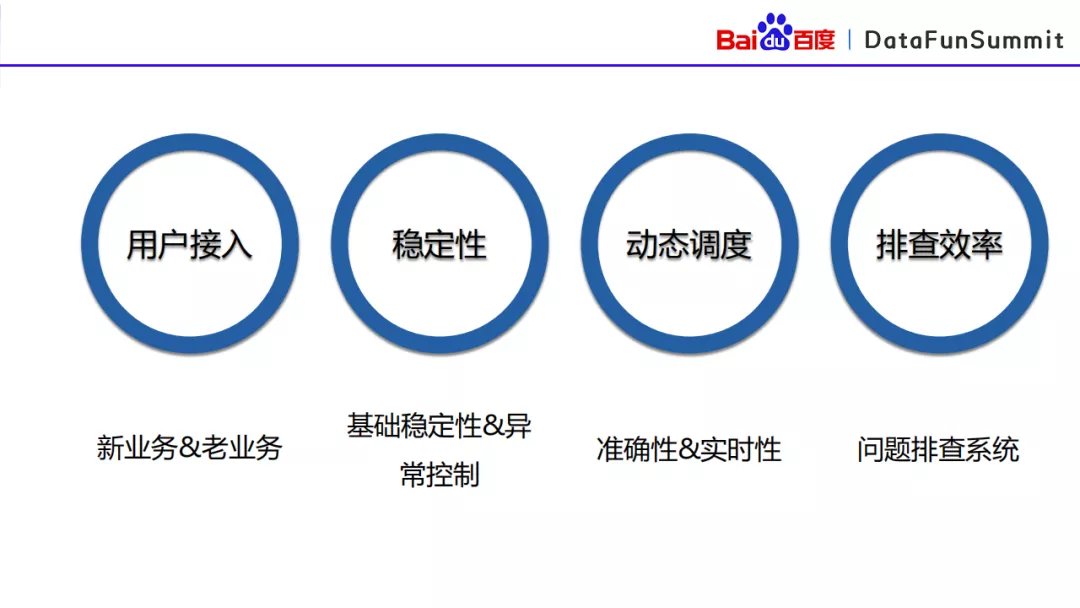 Bai du 百度 | DataFunSummit
用户接入
稳定性
动态调度
排查效率
新业务&老业务
基础稳定性&异
常控制
准确性&实时性
问题排查系统